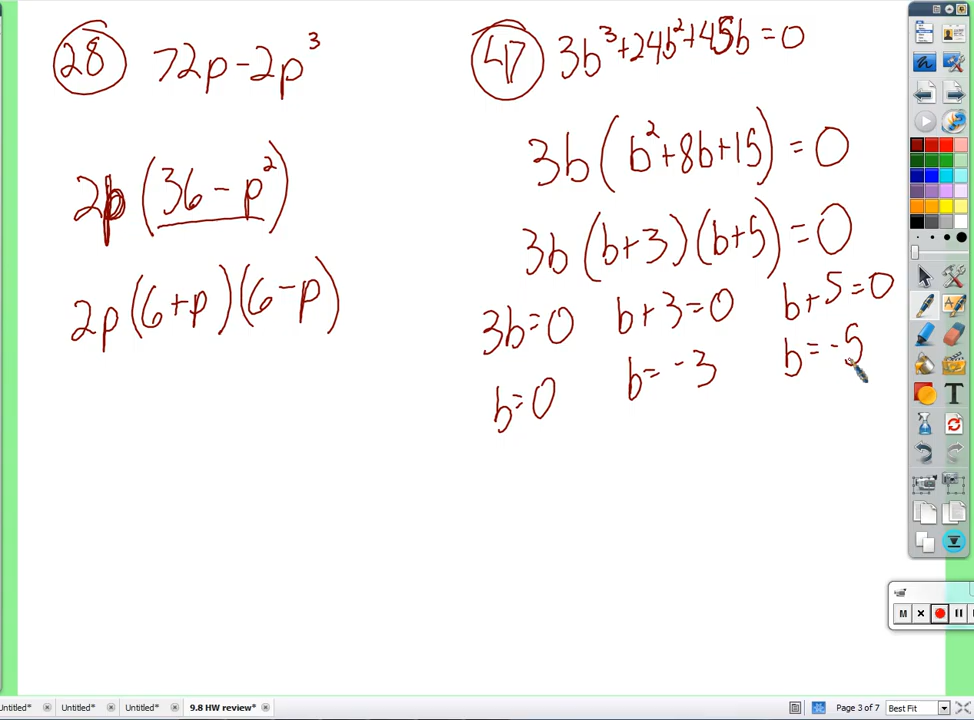 28 72p - 2p³
2p (36 - p²)
2p (6 + p)(6 - p)
47 3b³ + 24b² + 45b = 0
3b (b² + 8b + 15) = 0
3b (b + 3)(b + 5) = 0
3b = 0 b + 3 = 0 b + 5 = 0
b = 0 b = -3 b = -5
M
Untitled* Untitled* Untitled* 9.8 HW review* Page 3 of 7 Best Fit